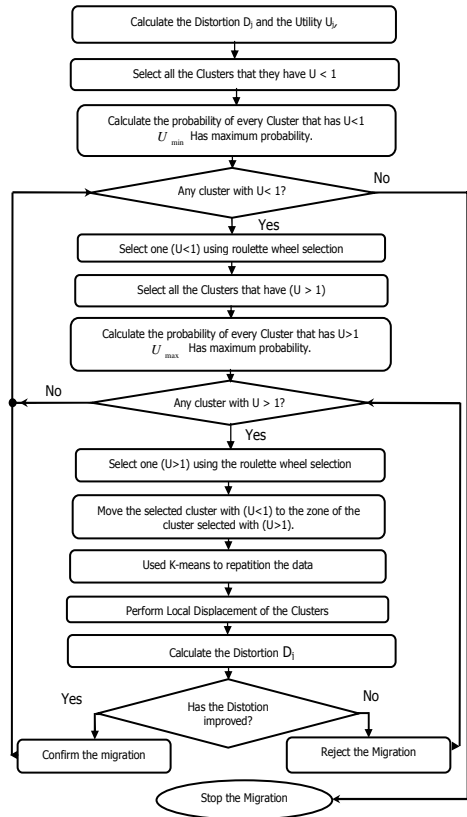 Calculate the Distortion Dj and the Utility Uj,
Select all the Clusters that they have U < 1
Calculate the probability of every Cluster that has U<1
U min Has maximum probability.
Any cluster with U< 1?
No
Yes
Select one (U<1) using roulette wheel selection
Select all the Clusters that have (U > 1)
Calculate the probability of every Cluster that has U>1
U max Has maximum probability.
No
Any cluster with U > 1?
Yes
Select one (U>1) using the roulette wheel selection
Move the selected cluster with (U<1) to the zone of the
cluster selected with (U>1).
Used K-means to repatition the data
Perform Local Displacement of the Clusters
Calculate the Distortion Di
Yes
Has the Distotion
improved?
No
Confirm the migration
Reject the Migration
Stop the Migration